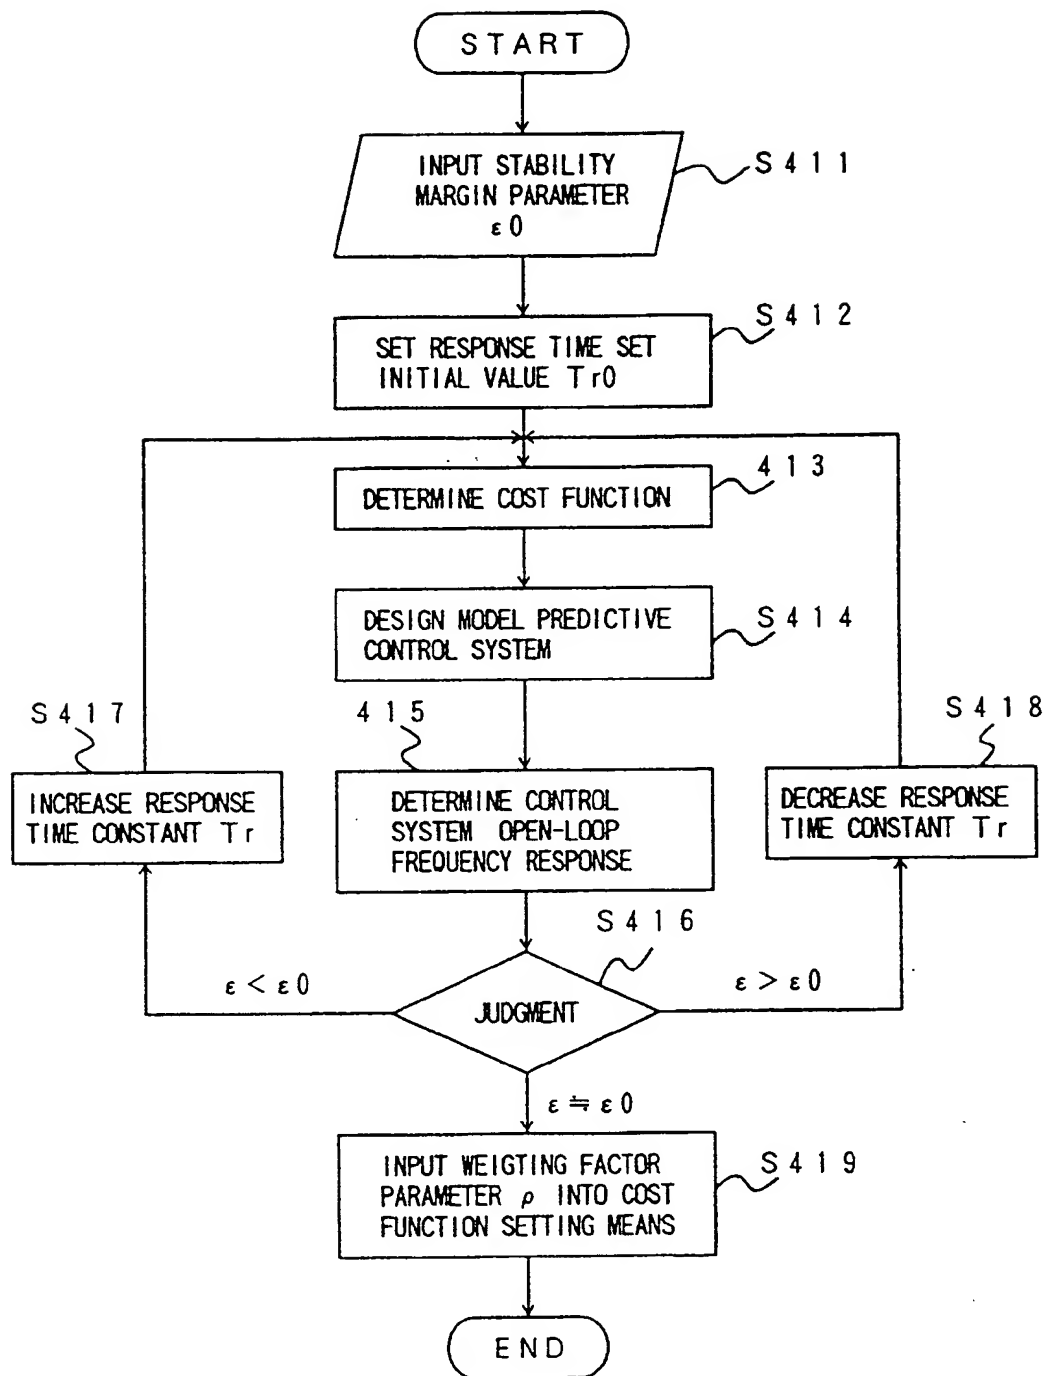 START
INPUT STABILITY
MARGIN PARAMETER
ε0
S411
SET RESPONSE TIME SET
INITIAL VALUE Tr0
S412
DETERMINE COST FUNCTION
413
DESIGN MODEL PREDICTIVE
CONTROL SYSTEM
S414
S417
INCREASE RESPONSE
TIME CONSTANT Tr
415
DETERMINE CONTROL
SYSTEM OPEN-LOOP
FREQUENCY RESPONSE
S418
DECREASE RESPONSE
TIME CONSTANT Tr
S416
ε < ε0
JUDGMENT
ε > ε0
ε ≒ ε0
INPUT WEIGTING FACTOR
PARAMETER ρ INTO COST
FUNCTION SETTING MEANS
S419
END